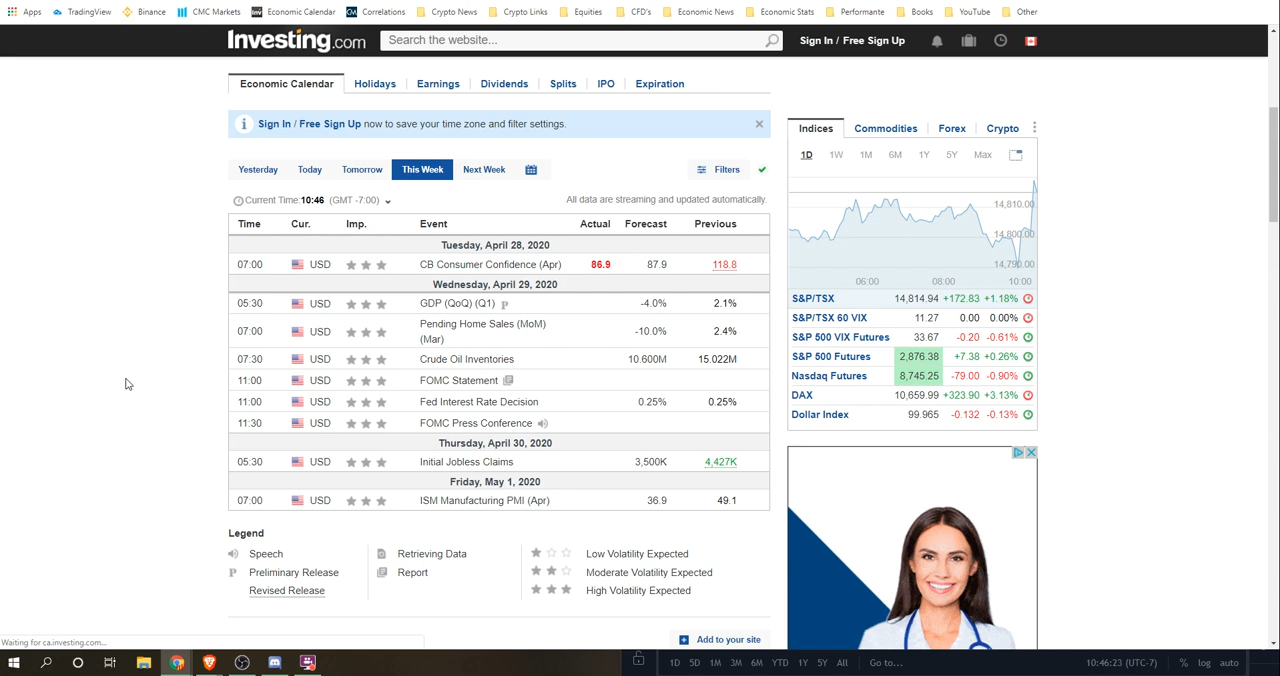 Apps TradingView Binance CMC Markets Economic Calendar Correlations Crypto News Crypto Links Equities CFD's Economic News Economic Stats Performante Books YouTube Other
Investing.com Search the website... Sign In / Free Sign Up
Economic Calendar Holidays Earnings Dividends Splits IPO Expiration
Sign In / Free Sign Up now to save your time zone and filter settings.
Yesterday Today Tomorrow This Week Next Week Filters
Current Time: 10:46 (GMT -7:00) All data are streaming and updated automatically.
Time Cur. Imp. Event Actual Forecast Previous
Tuesday, April 28, 2020
07:00 USD CB Consumer Confidence (Apr) 86.9 87.9 118.8
Wednesday, April 29, 2020
05:30 USD GDP (QoQ) (Q1) P -4.0% 2.1%
07:00 USD Pending Home Sales (MoM) -10.0% 2.4%
(Mar)
07:30 USD Crude Oil Inventories 10.600M 15.022M
11:00 USD FOMC Statement
11:00 USD Fed Interest Rate Decision 0.25% 0.25%
11:30 USD FOMC Press Conference
Thursday, April 30, 2020
05:30 USD Initial Jobless Claims 3,500K 4,427K
Friday, May 1, 2020
07:00 USD ISM Manufacturing PMI (Apr) 36.9 49.1
Legend
Speech Retrieving Data Low Volatility Expected
P Preliminary Release Report Moderate Volatility Expected
Revised Release High Volatility Expected
Add to your site
Indices Commodities Forex Crypto
1D 1W 1M 6M 1Y 5Y Max
14,810.00
14,800.00
14,790.00
06:00 08:00 10:00
S&P/TSX 14,814.94 +172.83 +1.18%
S&P/TSX 60 VIX 11.27 0.00 0.00%
S&P 500 VIX Futures 33.67 -0.20 -0.61%
S&P 500 Futures 2,876.38 +7.38 +0.26%
Nasdaq Futures 8,745.25 -79.00 -0.90%
DAX 10,659.99 +323.90 +3.13%
Dollar Index 99.965 -0.132 -0.13%
Waiting for ca.investing.com...
1D 5D 1M 3M 6M YTD 1Y 5Y All Go to... 10:46:23 (UTC-7) % log auto